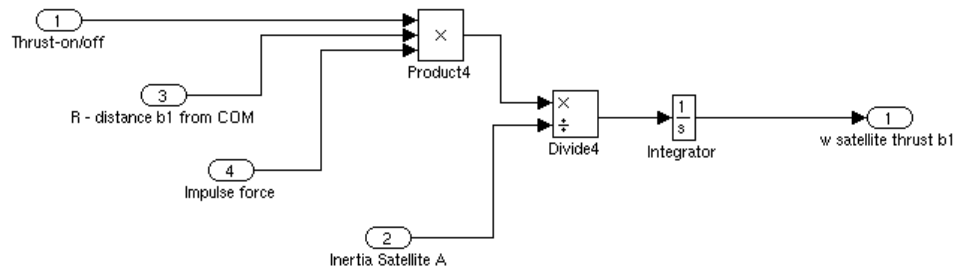 1
Thrust-on/off
×
Product4
3
R - distance b1 from COM
4
Impulse force
×
÷
Divide4
1
s
Integrator
1
w satellite thrust b1
2
Inertia Satellite A